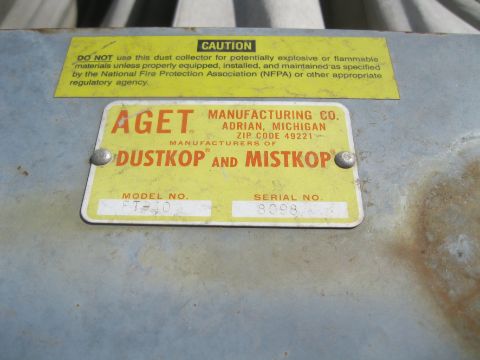 CAUTION
DO NOT use this dust collector for potentially explosive or flammable
materials unless properly equipped, installed, and maintained as specified
by the National Fire Protection Association (NFPA) or other appropriate
regulatory agency.
AGET MANUFACTURING CO.
ADRIAN, MICHIGAN
ZIP CODE 49221
MANUFACTURERS OF
"DUSTKOP" AND MISTKOP"
MODEL NO. SERIAL NO.
8098